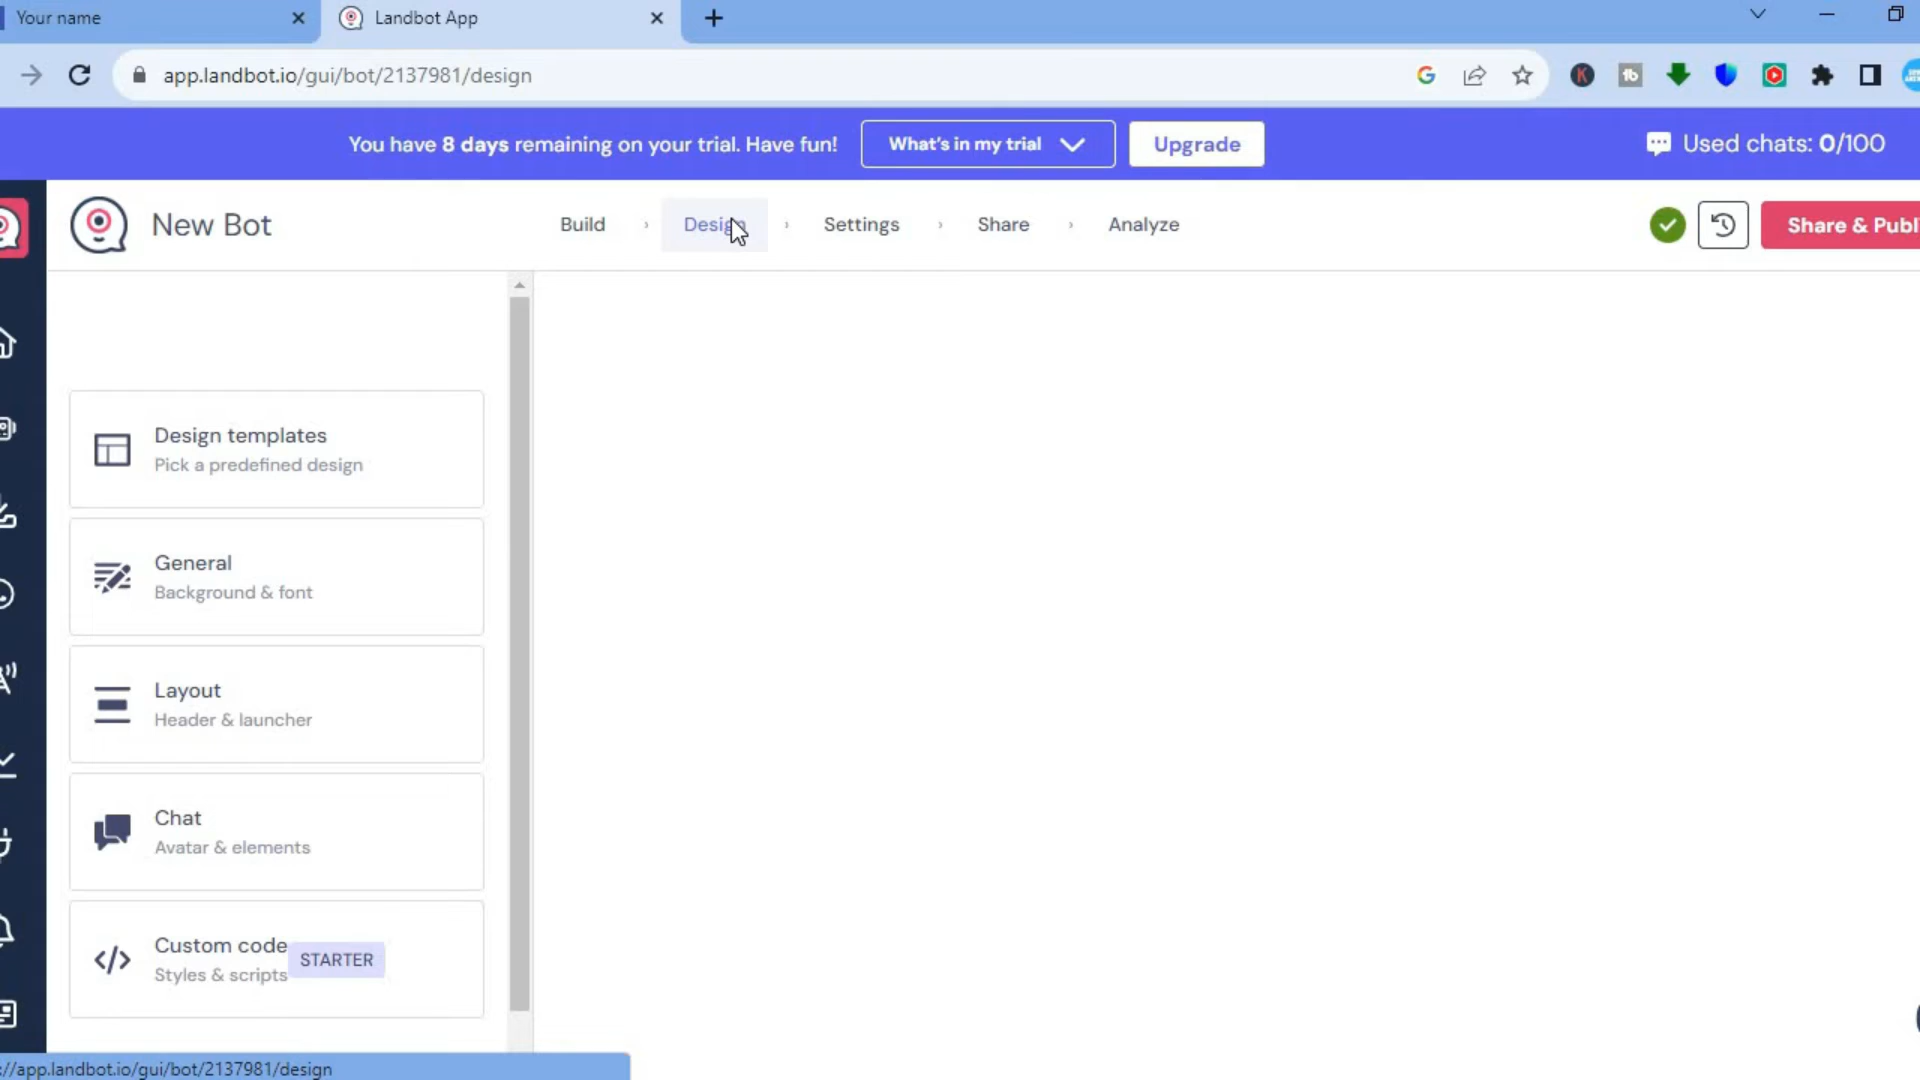 Your name
Landbot App
app.landbot.io/gui/bot/2137981/design
You have 8 days remaining on your trial. Have fun!
What's in my trial
Upgrade
Used chats: 0/100
New Bot
Build
Design
Settings
Share
Analyze
Share & Publ
Design templates
Pick a predefined design
General
Background & font
Layout
Header & launcher
Chat
Avatar & elements
Custom code
STARTER
Styles & scripts
://app.landbot.io/gui/bot/2137981/design